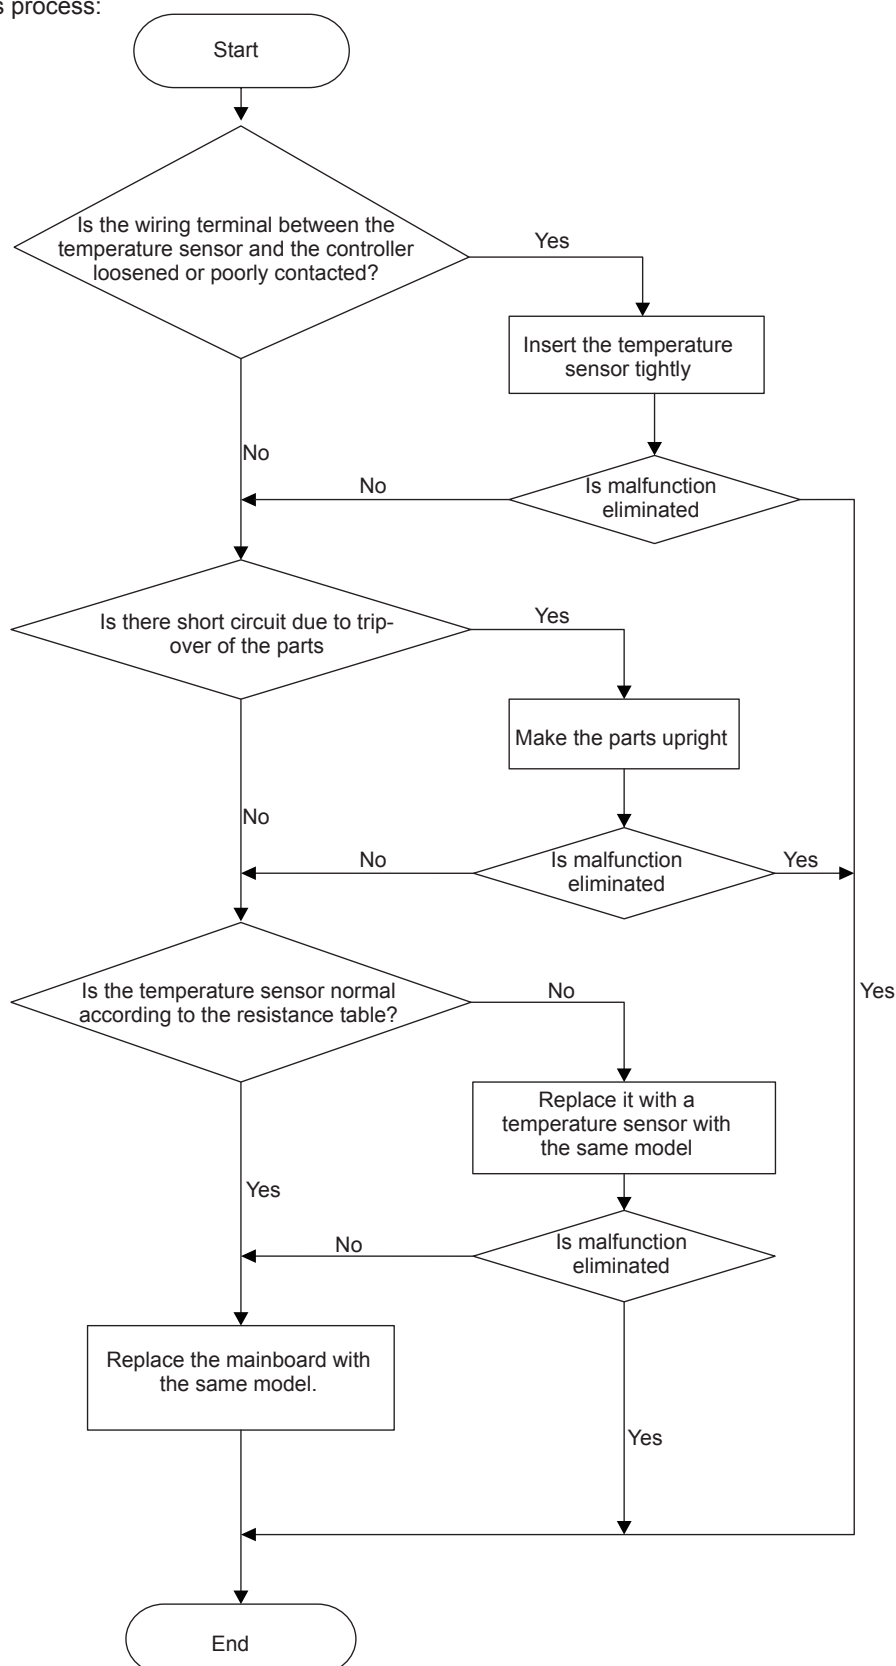 s process:
Start
Is the wiring terminal between the
temperature sensor and the controller
loosened or poorly contacted?
Yes
Insert the temperature
sensor tightly
No
No
Is malfunction
eliminated
Is there short circuit due to trip-
over of the parts
Yes
Make the parts upright
No
No
Is malfunction
eliminated
Yes
Is the temperature sensor normal
according to the resistance table?
No
Yes
Replace it with a
temperature sensor with
the same model
Yes
No
Is malfunction
eliminated
Replace the mainboard with
the same model.
Yes
End